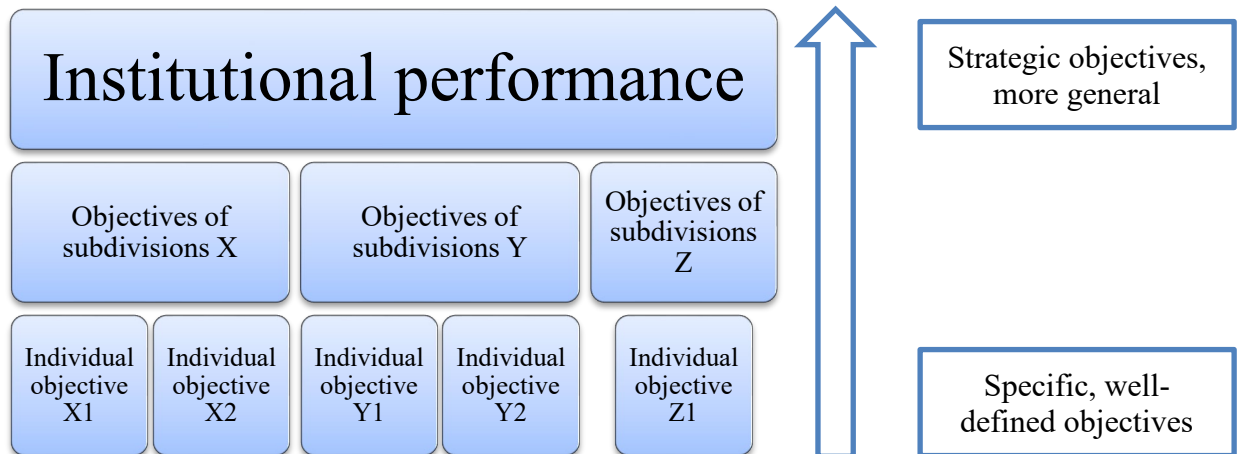 Institutional performance
Strategic objectives,
more general
Objectives of
subdivisions X
Objectives of
subdivisions Y
Objectives of
subdivisions
Z
Individual
objective
X1
Individual
objective
X2
Individual
objective
Y1
Individual
objective
Y2
Individual
objective
Z1
Specific, well-
defined objectives